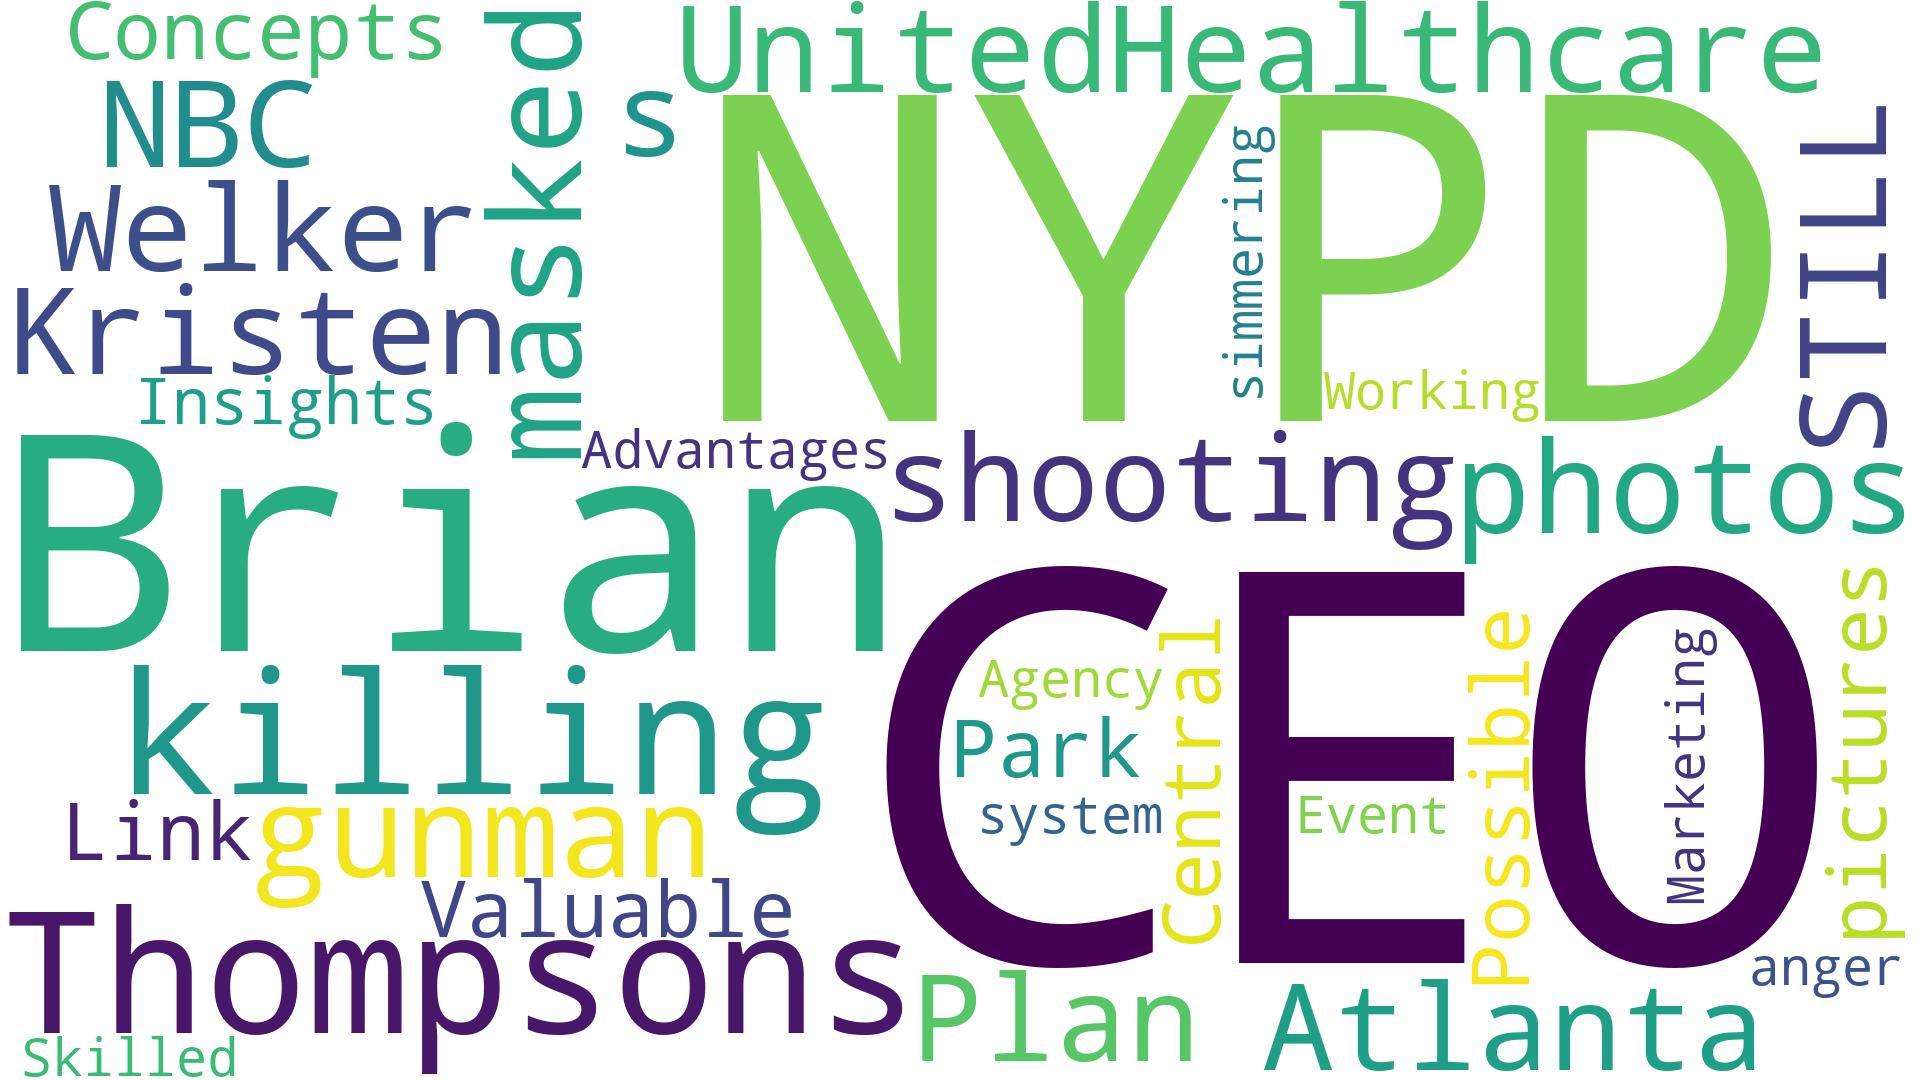 Concepts
UnitedHealthcare
NBC
masked
s
NYPD
simmering
STILL
Welker
Kristen
Working
Insights
Advantages
shooting
photos
Brian
CEO
Agency
Park
system
Central
Event
Possible
Marketing
pictures
killing
Link
gunman
Valuable
Thompsons
Plan
Atlanta
anger
Skilled